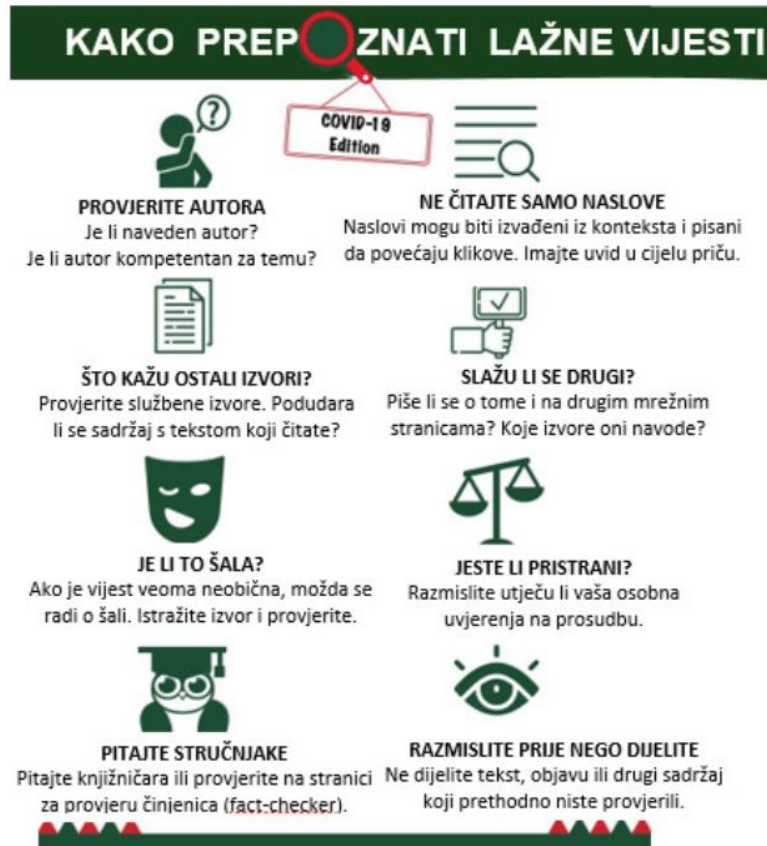 KAKO PREPOZNATI LAŽNE VIJESTI
COVID-19
Edition
?
PROVJERITE AUTORA
Je li naveden autor?
Je li autor kompetentan za temu?
NE ČITAJTE SAMO NASLOVE
Naslovi mogu biti izvađeni iz konteksta i pisani
da povećaju klikove. Imajte uvid u cijelu priču.
ŠTO KAŽU OSTALI IZVORI?
Provjerite službene izvore. Podudara
li se sadržaj s tekstom koji čitate?
SLAŽU LI SE DRUGI?
Piše li se o tome i na drugim mrežnim
stranicama? Koje izvore oni navode?
JE LI TO ŠALA?
Ako je vijest veoma neobična, možda se
radi o šali. Istražite izvor i provjerite.
JESTE LI PRISTRANI?
Razmislite utječu li vaša osobna
uvjerenja na prosudbu.
PITAJTE STRUČNJAKE
Pitajte knjižničara ili provjerite na stranici
za provjeru činjenica (fact-checker).
RAZMISLITE PRIJE NEGO DIJELITE
Ne dijelite tekst, objavu ili drugi sadržaj
koji prethodno niste provjerili.